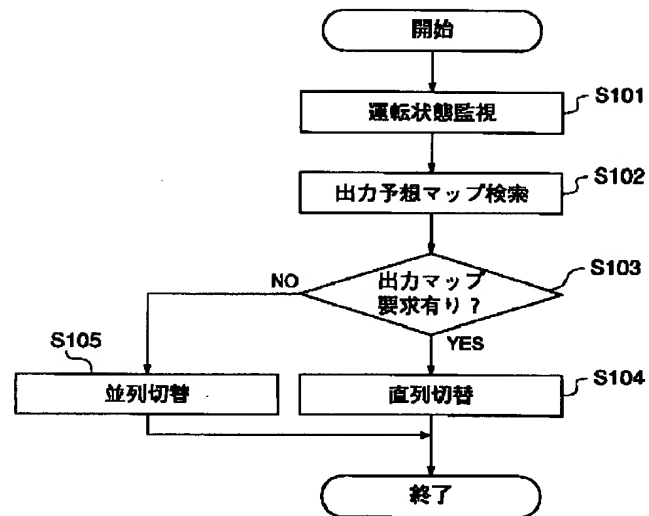 開始
運転状態監視
S101
出力予想マップ検索
S102
出力マップ
要求有り?
S103
NO
YES
S105
並列切替
直列切替
S104
終了